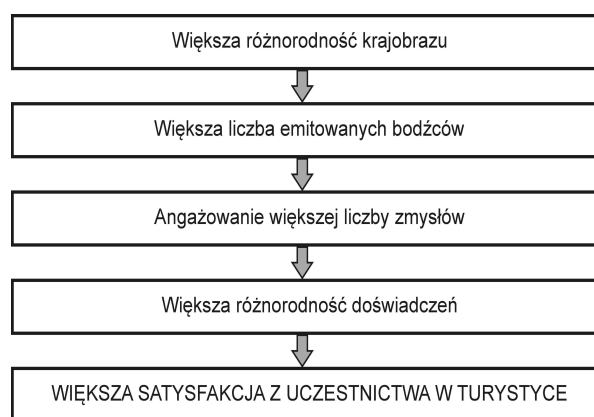 Większa różnorodność krajobrazu
Większa liczba emitowanych bodźców
Angażowanie większej liczby zmysłów
Większa różnorodność doświadczeń
WIĘKSZA SATYSFAKCJA Z UCZESTNICTWA W TURYSTYCE